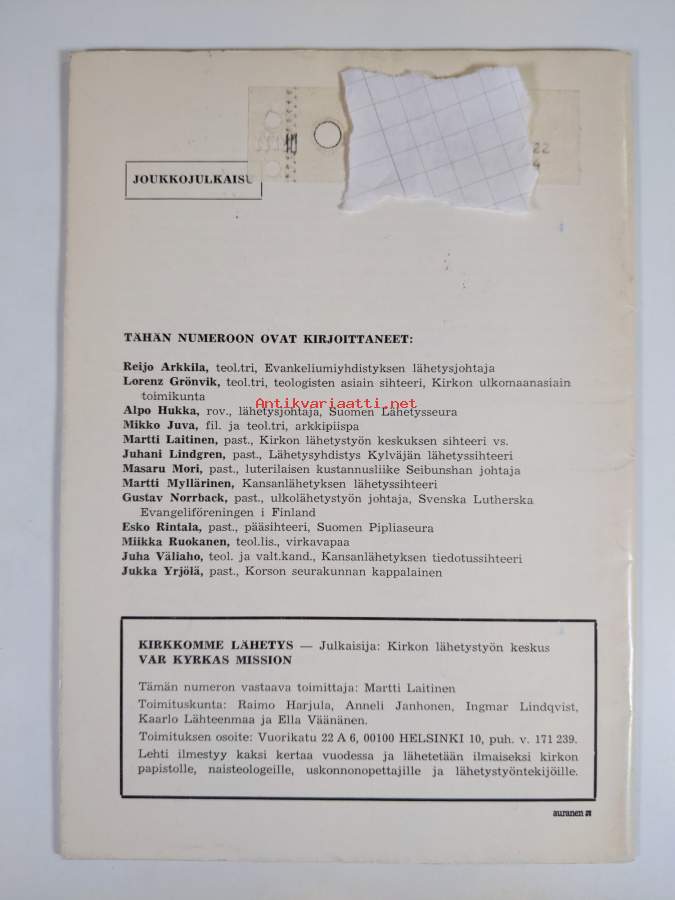 10
22
4
JOUKKOJULKAISU
TÄHÄN NUMEROON OVAT KIRJOITTANEET:
Reijo Arkkila, teol.tri, Evankeliumiyhdistyksen lähetysjohtaja
Lorenz Grönvik, teol.tri, teologisten asiain sihteeri, Kirkon ulkomaanasiain
toimikunta
Antikvariaatti.net
Alpo Hukka, rov., lähetysjohtaja, Suomen Lähetysseura
Mikko Juva, fil. ja teol.tri, arkkipiispa
Martti Laitinen, past., Kirkon lähetystyön keskuksen sihteeri vs.
Juhani Lindgren, past., Lähetysyhdistys Kylväjän lähetyssihteeri
Masaru Mori, past., luterilaisen kustannusliike Seibunshan johtaja
Martti Myllärinen, Kansanlähetyksen lähetyssihteeri
Gustav Norrback, past., ulkolähetystyön johtaja, Svenska Lutherska
Evangeliföreningen i Finland
Esko Rintala, past., pääsihteeri, Suomen Pipliaseura
Miikka Ruokanen, teol.lis., virkavapaa
Juha Väliaho, teol. ja valt.kand., Kansanlähetyksen tiedotussihteeri
Jukka Yrjölä, past., Korson seurakunnan kappalainen
KIRKKOMME LÄHETYS — Julkaisija: Kirkon lähetystyön keskus
VÅR KYRKAS MISSION
Tämän numeron vastaava toimittaja: Martti Laitinen
Toimituskunta: Raimo Harjula, Anneli Janhonen, Ingmar Lindqvist,
Kaarlo Lähteenmaa ja Ella Väänänen.
Toimituksen osoite: Vuorikatu 22 A 6, 00100 HELSINKI 10, puh. v. 171 239.
Lehti ilmestyy kaksi kertaa vuodessa ja lähetetään ilmaiseksi kirkon
papistolle, naisteologeille, uskonnonopettajille ja lähetystyöntekijöille.
auranen